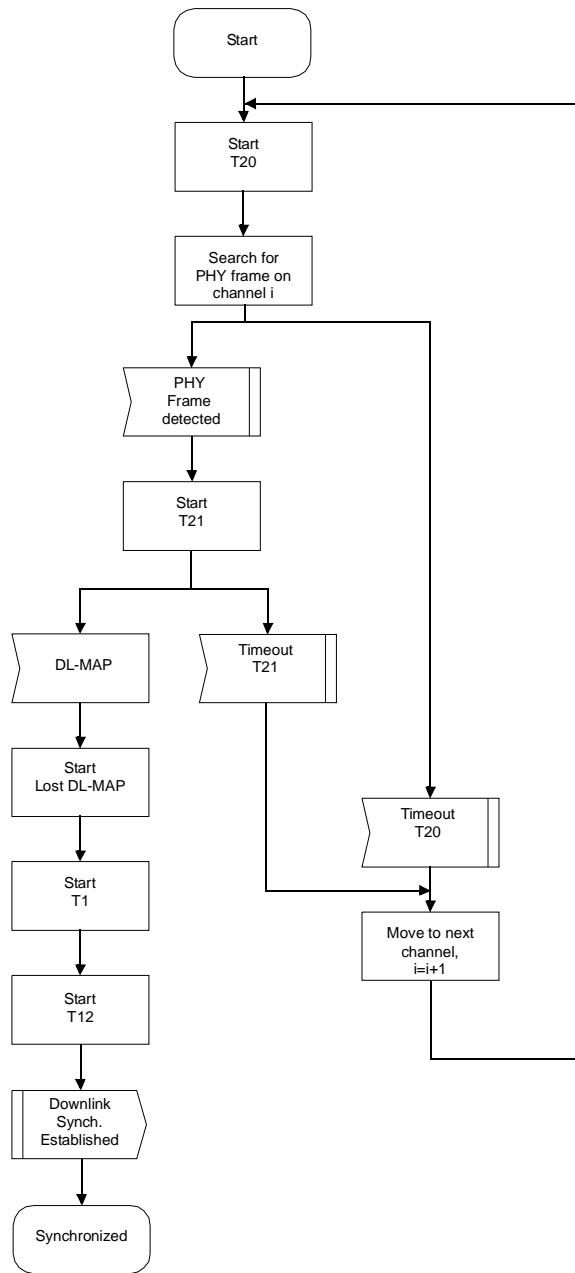 Start
Start
T20
Search for
PHY frame on
channel i
PHY
Frame
detected
Start
T21
DL-MAP
Timeout
T21
Start
Lost DL-MAP
Timeout
T20
Start
T1
Move to next
channel,
i=i+1
Start
T12
Downlink
Synch.
Established
Synchronized